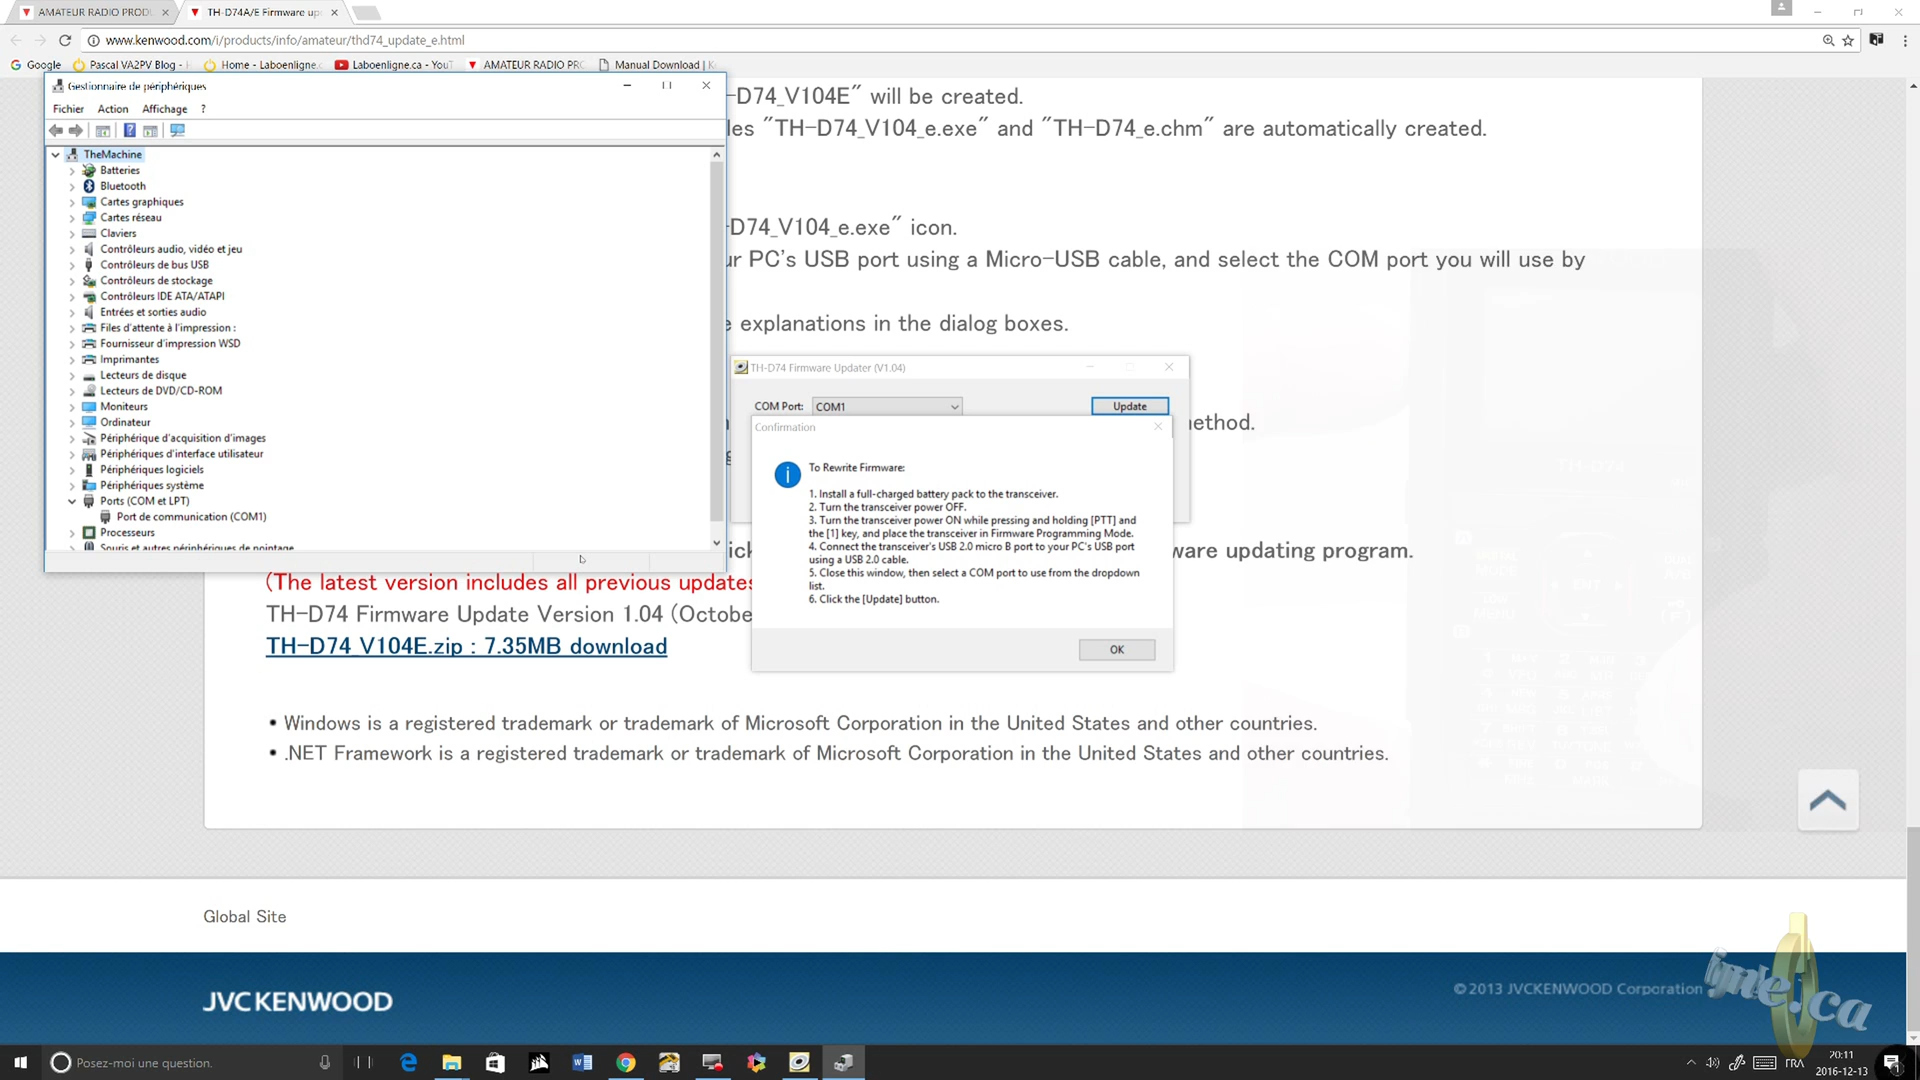 AMATEUR RADIO PROD
TH-D74A/E Firmware up
www.kenwood.com/i/products/info/amateur/thd74_update_e.html
Google
Pascal VA2PV Blog -
Home - Laboenligne.c
Laboenligne.ca - YouT
AMATEUR RADIO PRO
Manual Download |
Gestionnaire de périphériques
Fichier Action Affichage ?
TheMachine
Batteries
Bluetooth
Cartes graphiques
Cartes réseau
Claviers
Contrôleurs audio, vidéo et jeu
Contrôleurs de bus USB
Contrôleurs de stockage
Contrôleurs IDE ATA/ATAPI
Entrées et sorties audio
Files d'attente à l'impression :
Fournisseur d'impression WSD
Imprimantes
Lecteurs de disque
Lecteurs de DVD/CD-ROM
Moniteurs
Ordinateur
Périphérique d'acquisition d'images
Périphériques d'interface utilisateur
Périphériques logiciels
Périphériques système
Ports (COM et LPT)
Port de communication (COM1)
Processeurs
Souris et autres périphériques de pointage
-D74_V104E" will be created.
les "TH-D74_V104_e.exe" and "TH-D74_e.chm" are automatically created.
-D74_V104_e.exe" icon.
ur PC's USB port using a Micro-USB cable, and select the COM port you will use by
e explanations in the dialog boxes.
TH-D74 Firmware Updater (V1.04)
COM Port: COM1 Update
ethod.
Confirmation
To Rewrite Firmware:
1. Install a full-charged battery pack to the transceiver.
2. Turn the transceiver power OFF.
3. Turn the transceiver power ON while pressing and holding [PTT] and
the [1] key, and place the transceiver in Firmware Programming Mode.
4. Connect the transceiver's USB 2.0 micro B port to your PC's USB port
using a USB 2.0 cable.
5. Close this window, then select a COM port to use from the dropdown
list.
6. Click the [Update] button.
OK
ick
ware updating program.
(The latest version includes all previous updates
TH-D74 Firmware Update Version 1.04 (Octobe
TH-D74_V104E.zip : 7.35MB download
• Windows is a registered trademark or trademark of Microsoft Corporation in the United States and other countries.
• .NET Framework is a registered trademark or trademark of Microsoft Corporation in the United States and other countries.
TH-D74
Global Site
JVCKENWOOD
©2013 JVCKENWOOD Corporation
igne.ca
Posez-moi une question.
FRA
20:11
2016-12-13